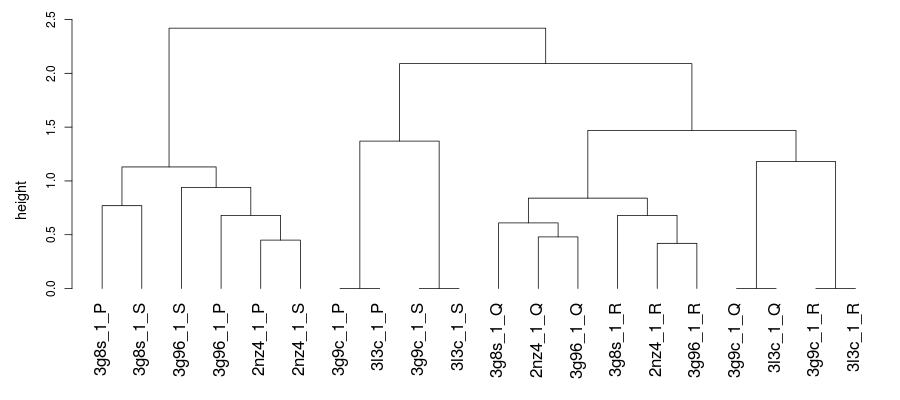 height
2.5
2.0
1.5
1.0
0.5
0.0
3g8s_1_P
3g8s_1_S
3g96_1_S
3g96_1_P
2nz4_1_P
2nz4_1_S
3g9c_1_P
3l3c_1_P
3g9c_1_S
3l3c_1_S
3g8s_1_Q
2nz4_1_Q
3g96_1_Q
3g8s_1_R
2nz4_1_R
3g96_1_R
3g9c_1_Q
3l3c_1_Q
3g9c_1_R
3l3c_1_R